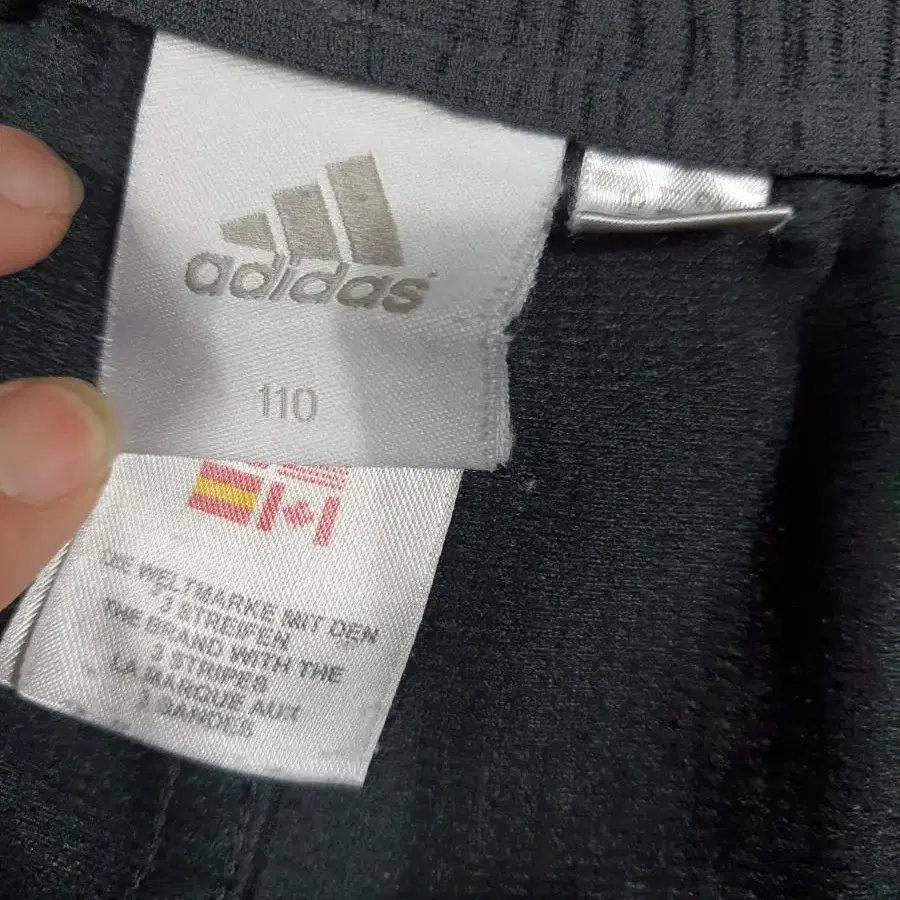 adidas
110
DIE WELTMARKE MIT DEN
3 STREIFEN
THE BRAND WITH THE
3 STRIPES
LA MARQUE AUX
3 BANDES